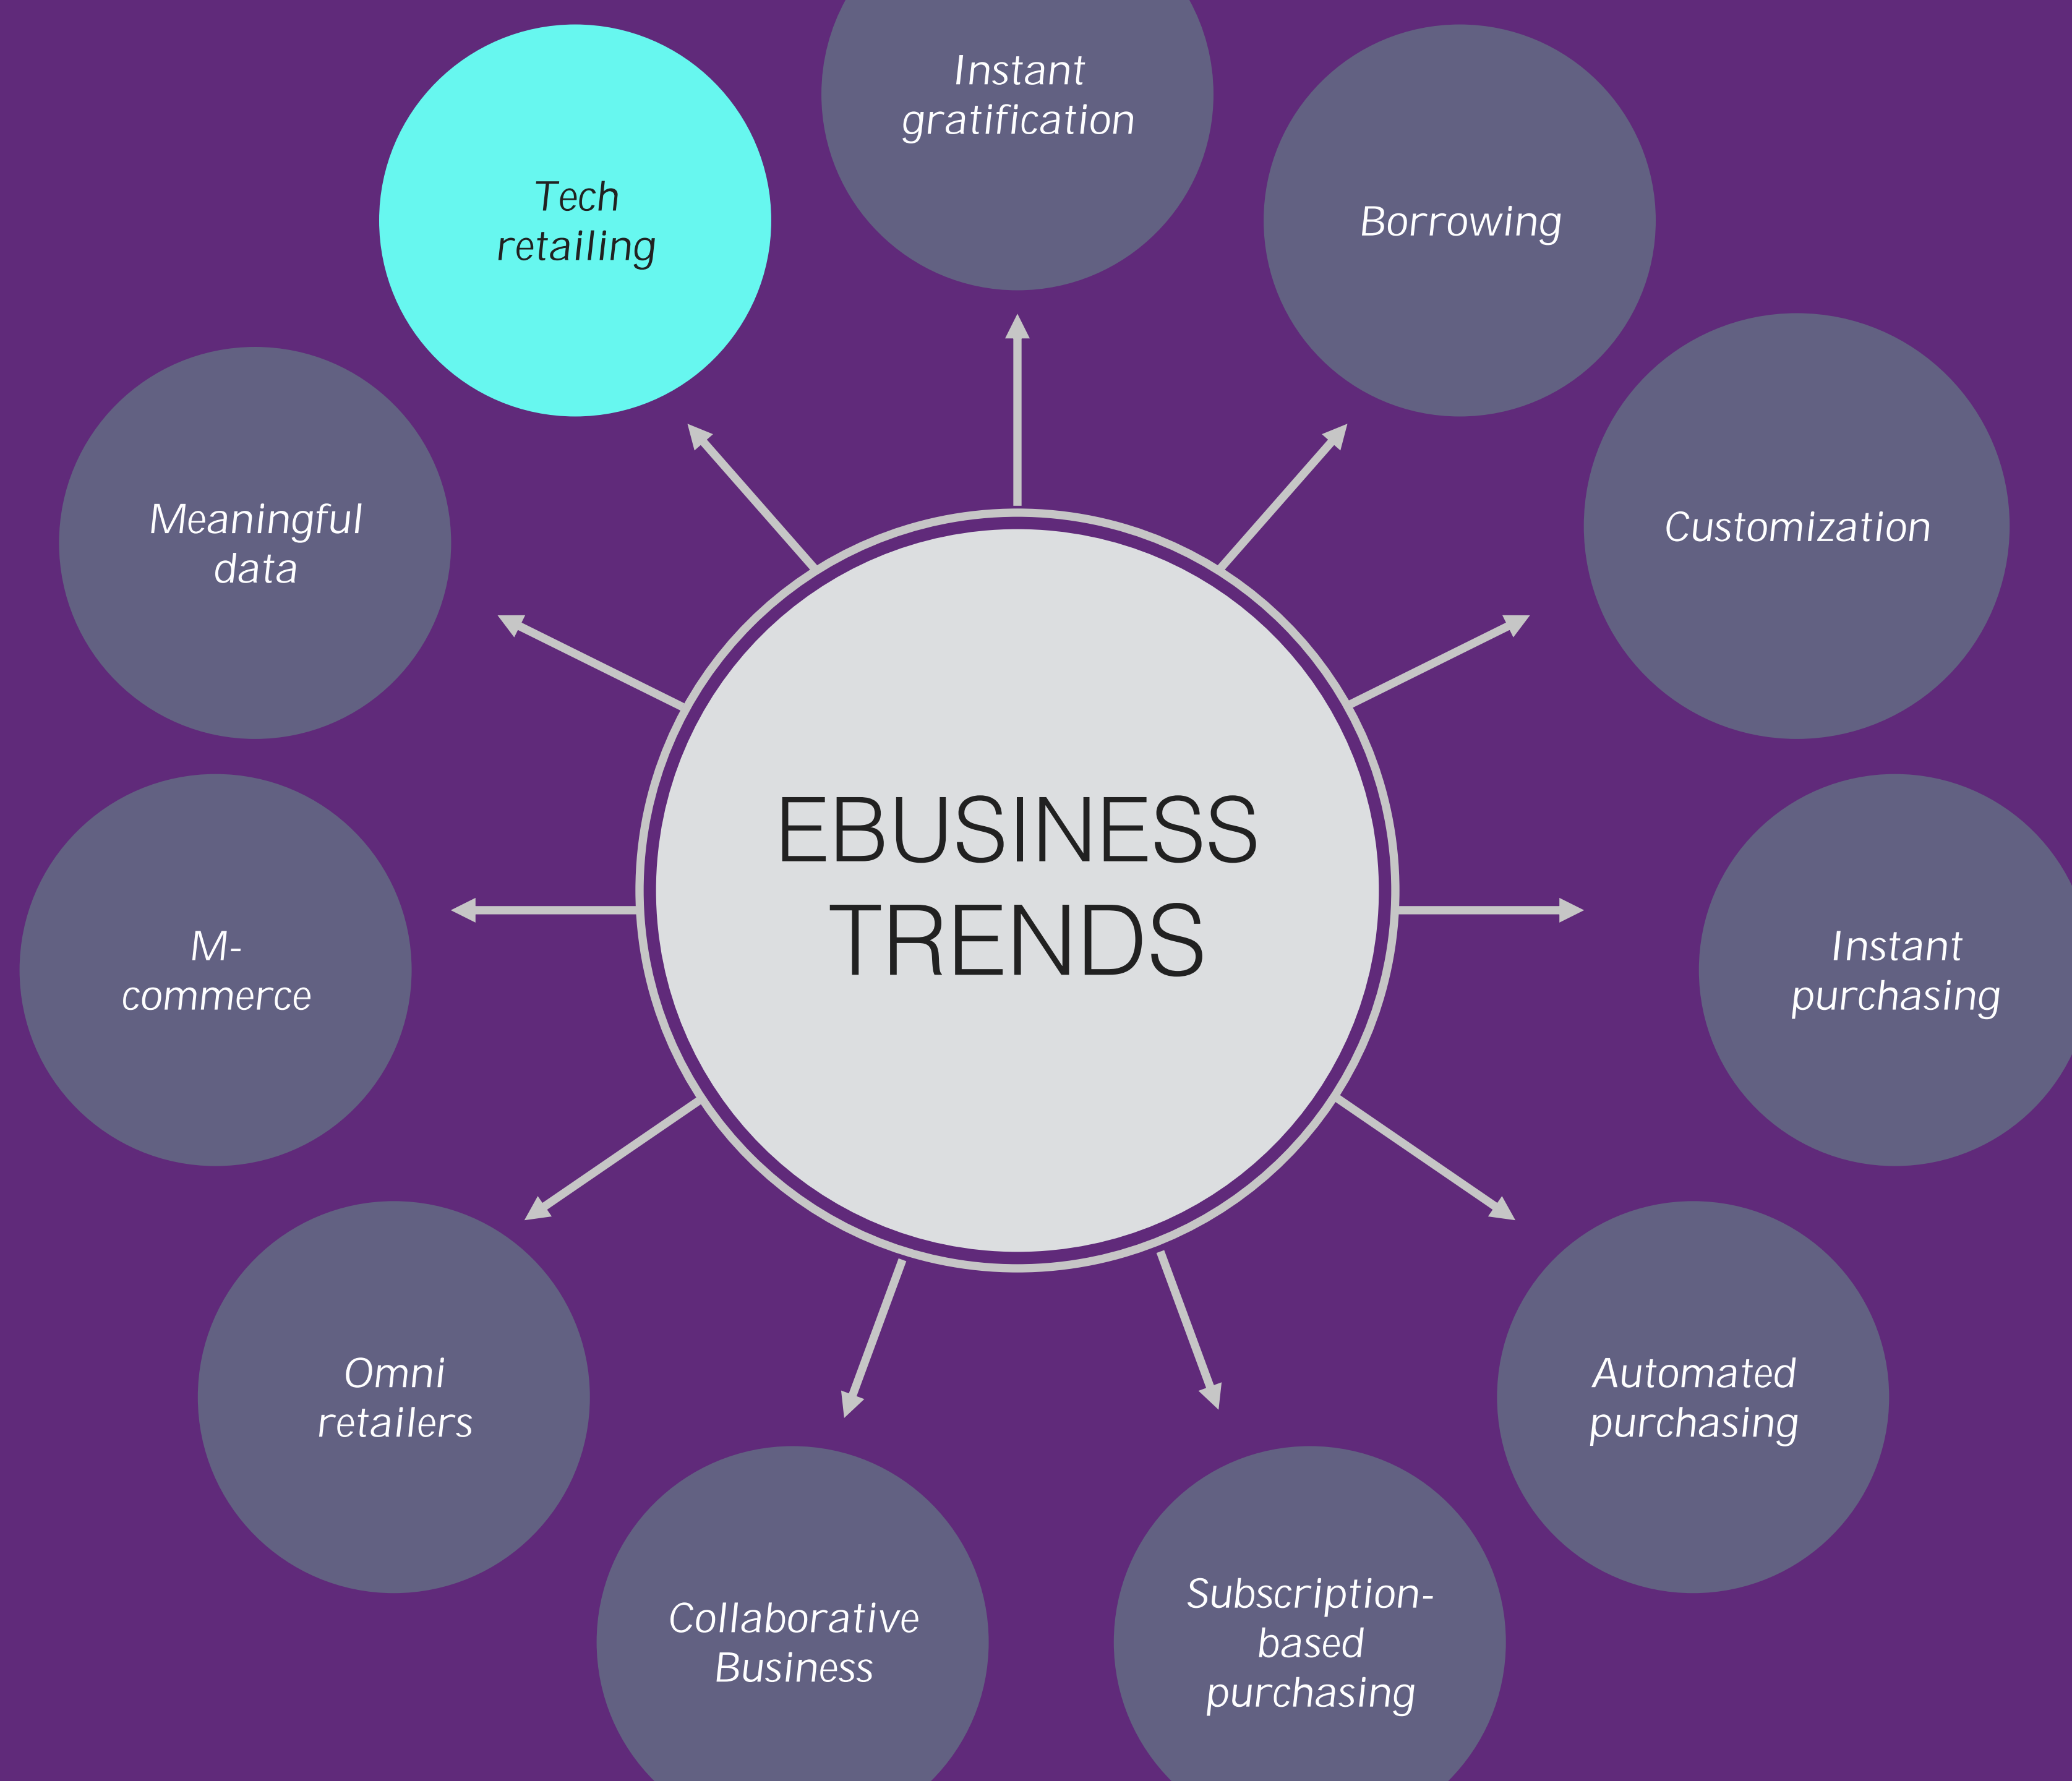 Instant
gratification
Tech
retailing
Borrowing
Meaningful
data
Customization
EBUSINESS
TRENDS
M-
commerce
Instant
purchasing
Omni
retailers
Automated
purchasing
Collaborative
Business
Subscription-
based
purchasing